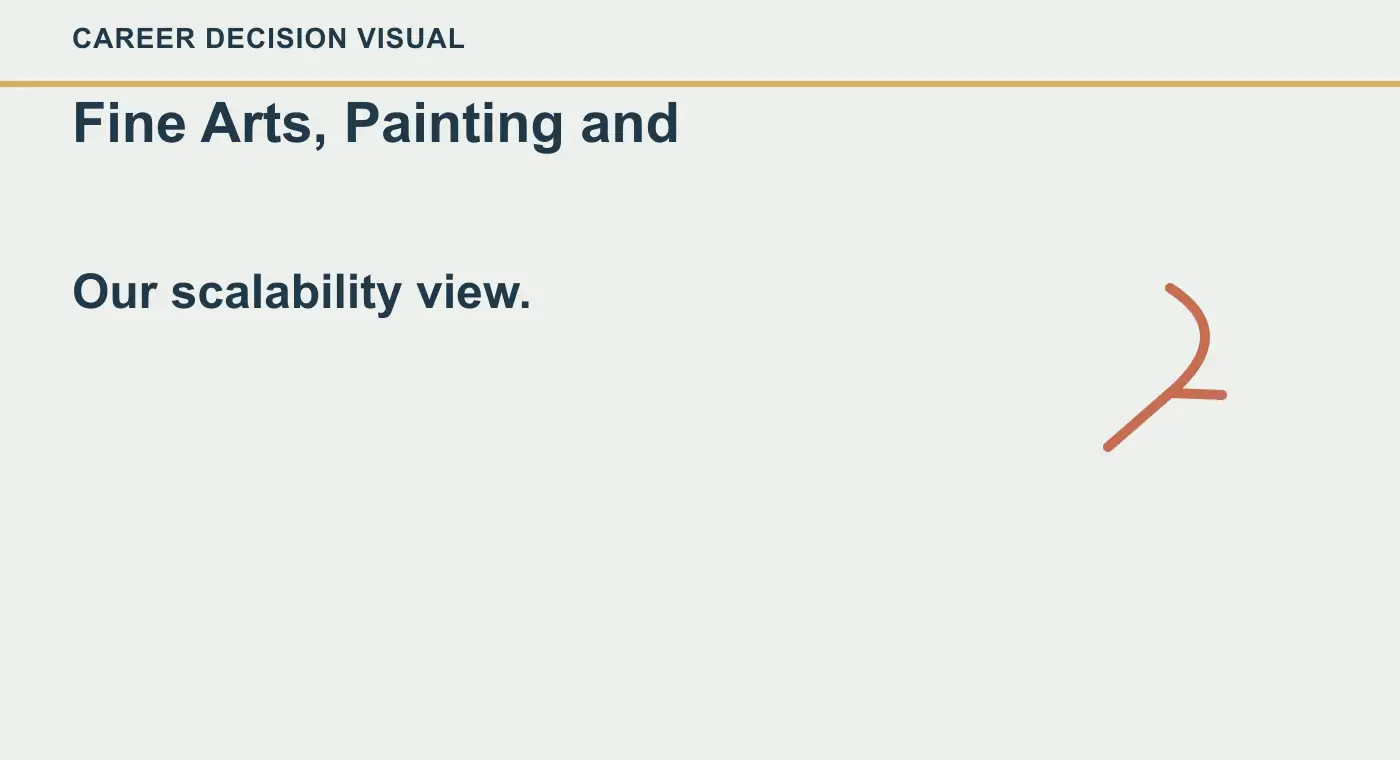 CAREER DECISION VISUAL
Fine Arts, Painting and
Our scalability view.